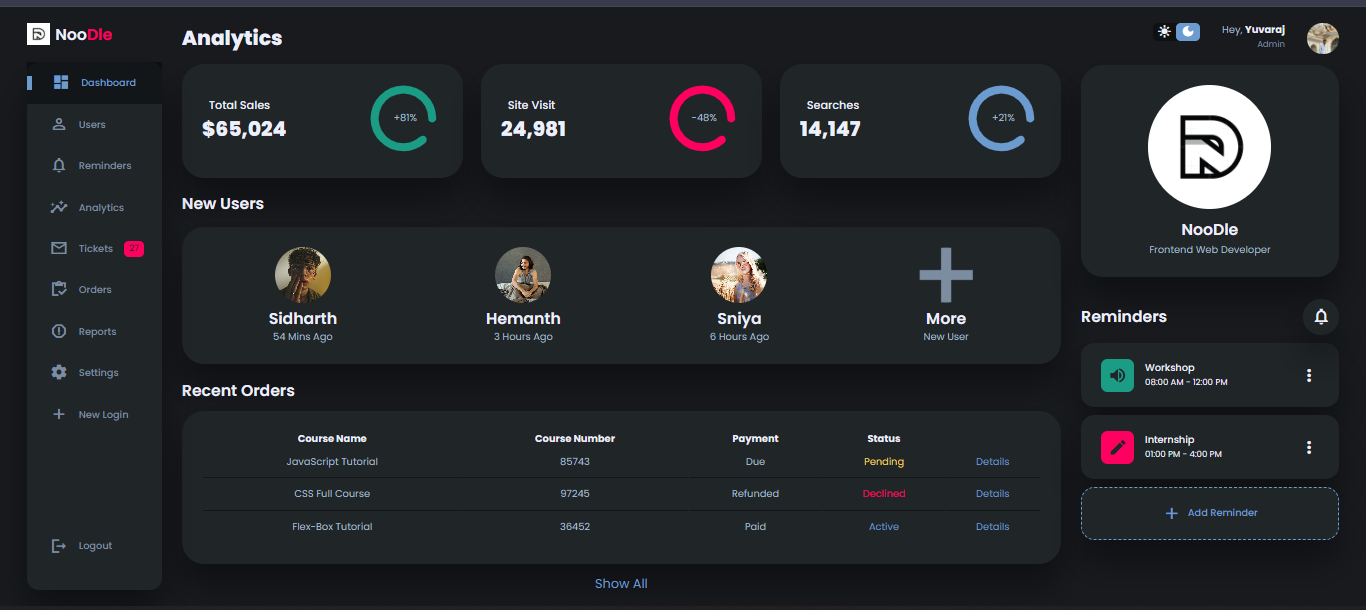 NooDle
Dashboard
Users
Reminders
Analytics
Tickets 27
Orders
Reports
Settings
New Login
Logout
Analytics
Total Sales
$65,024
+81%
Site Visit
24,981
-48%
Searches
14,147
+21%
New Users
Sidharth
54 Mins Ago
Hemanth
3 Hours Ago
Sniya
6 Hours Ago
More
New User
Recent Orders
Course Name Course Number Payment Status
JavaScript Tutorial 85743 Due Pending Details
CSS Full Course 97245 Refunded Declined Details
Flex-Box Tutorial 36452 Paid Active Details
Show All
Hey, Yuvaraj
Admin
NooDle
Frontend Web Developer
Reminders
Workshop
08:00 AM - 12:00 PM
Internship
01:00 PM - 4:00 PM
Add Reminder